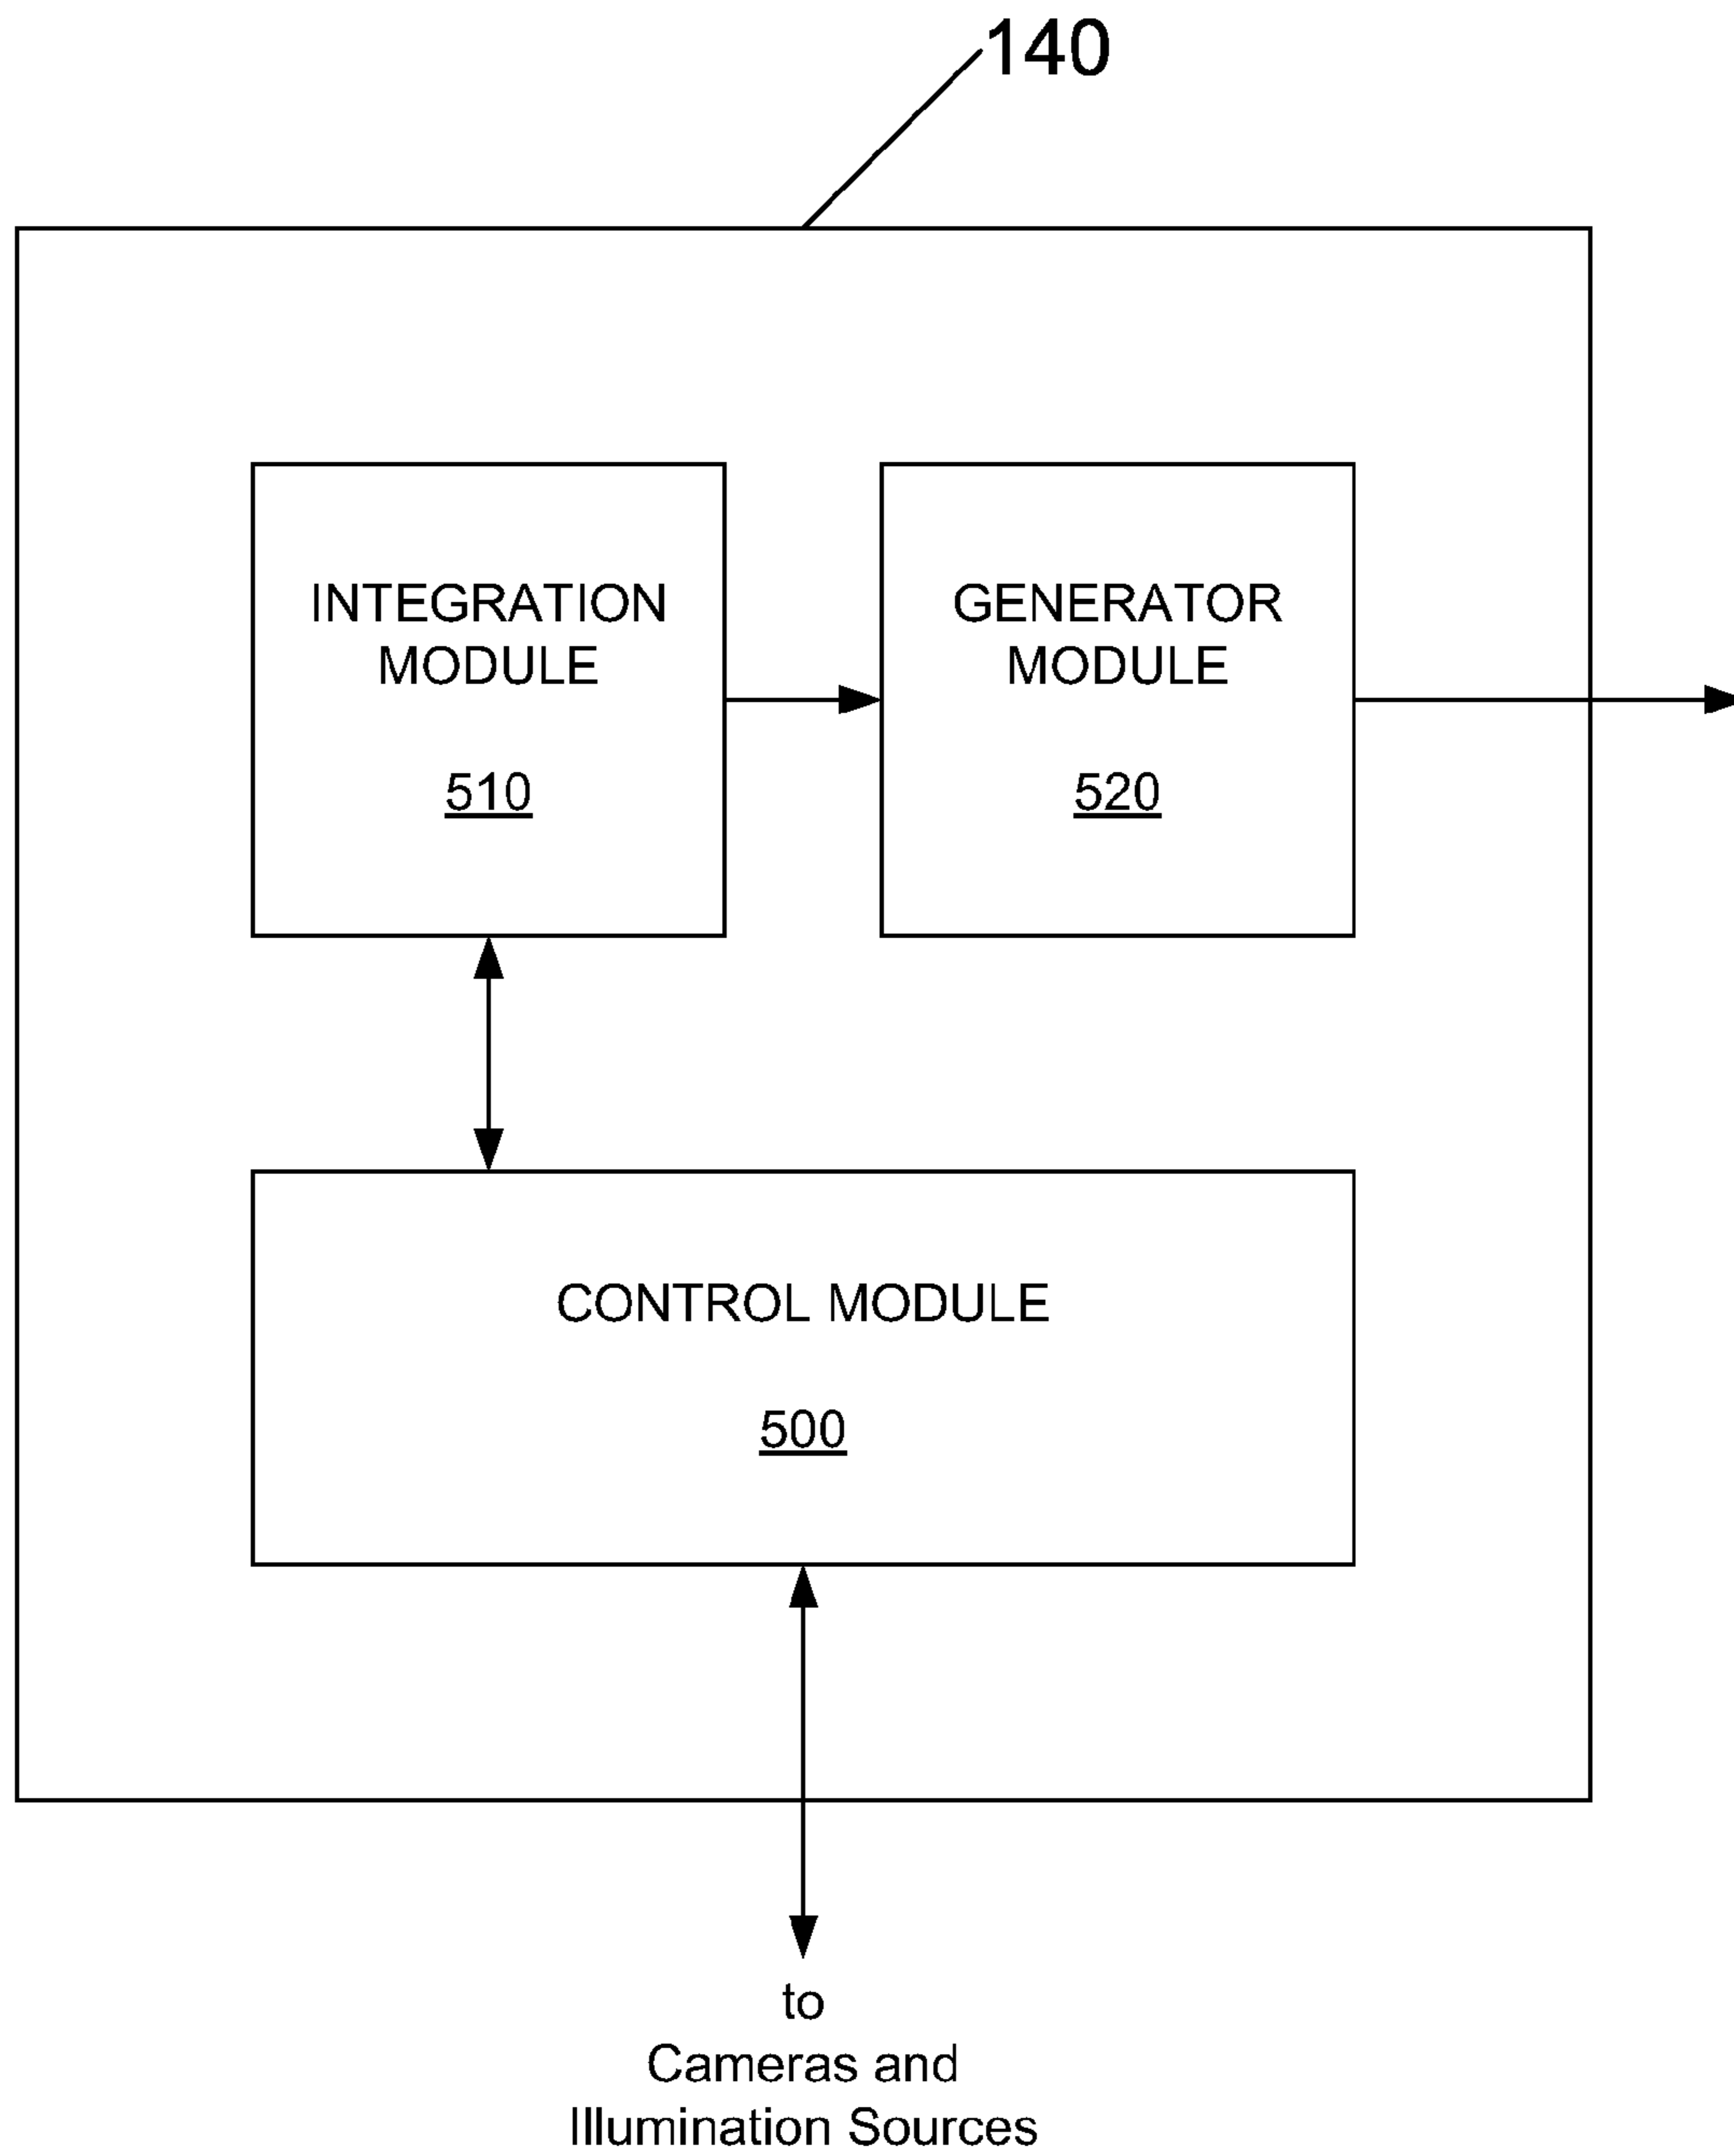 140
INTEGRATION
MODULE
510
GENERATOR
MODULE
520
CONTROL MODULE
500
to
Cameras and
Illumination Sources